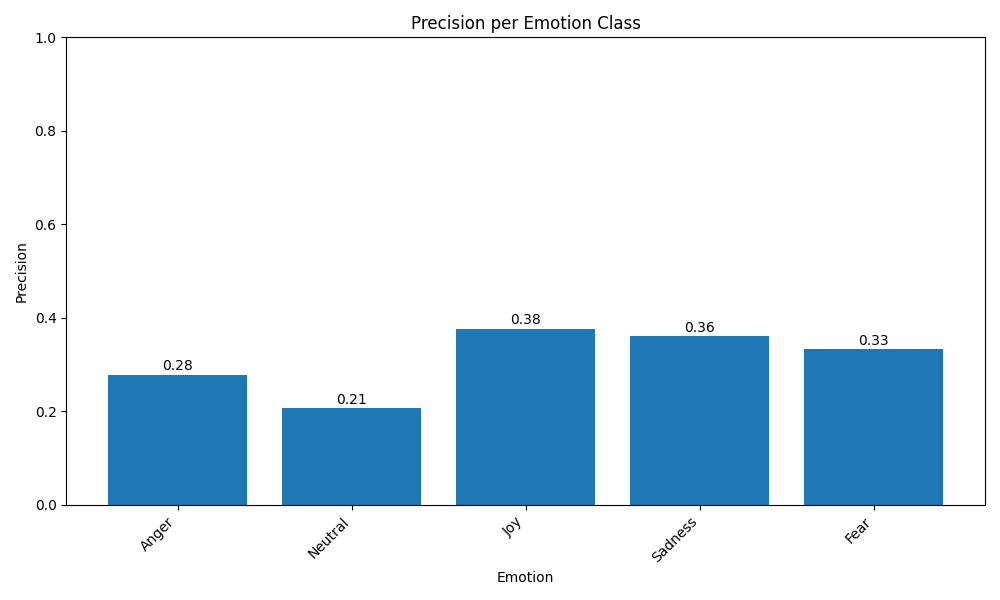 Precision per Emotion Class
1.0
0.8
0.6
0.4
0.2
0.0
Precision
0.28
0.21
0.38
0.36
0.33
Anger
Neutral
Joy
Sadness
Fear
Emotion